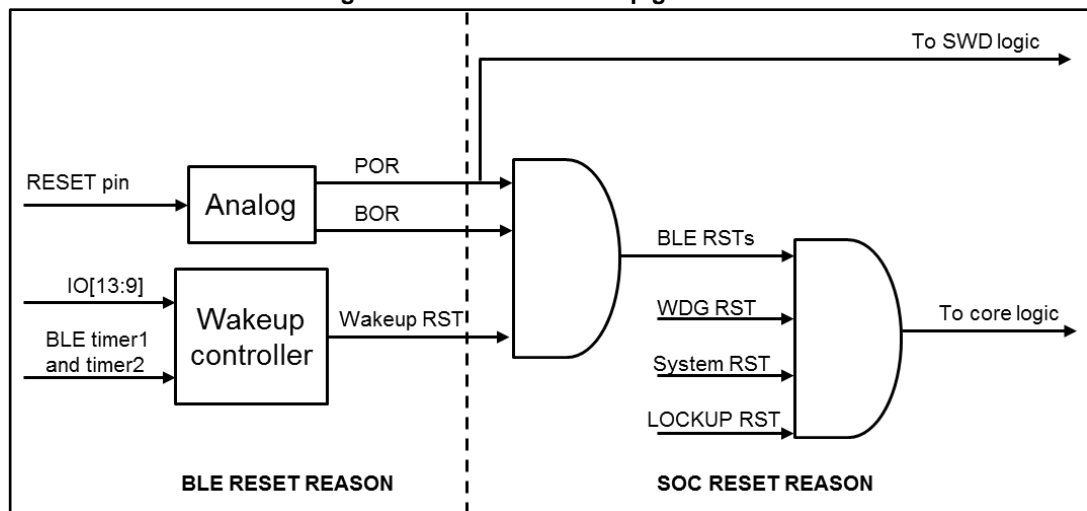 To SWD logic
POR
RESET pin
Analog
BOR
BLE RSTs
IO[13:9]
Wakeup
controller
Wakeup RST
WDG RST
To core logic
BLE timer1
and timer2
System RST
LOCKUP RST
BLE RESET REASON
SOC RESET REASON